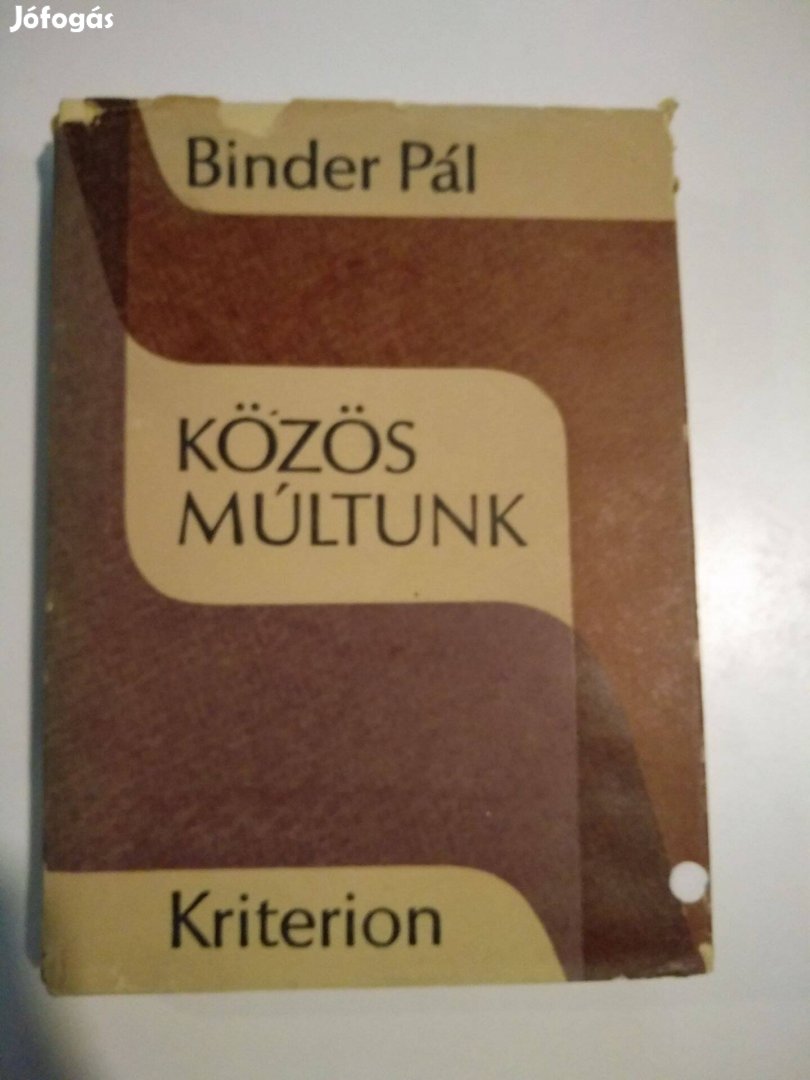 Jófogás
Binder Pál
KÖZÖS
MÚLTUNK
Kriterion